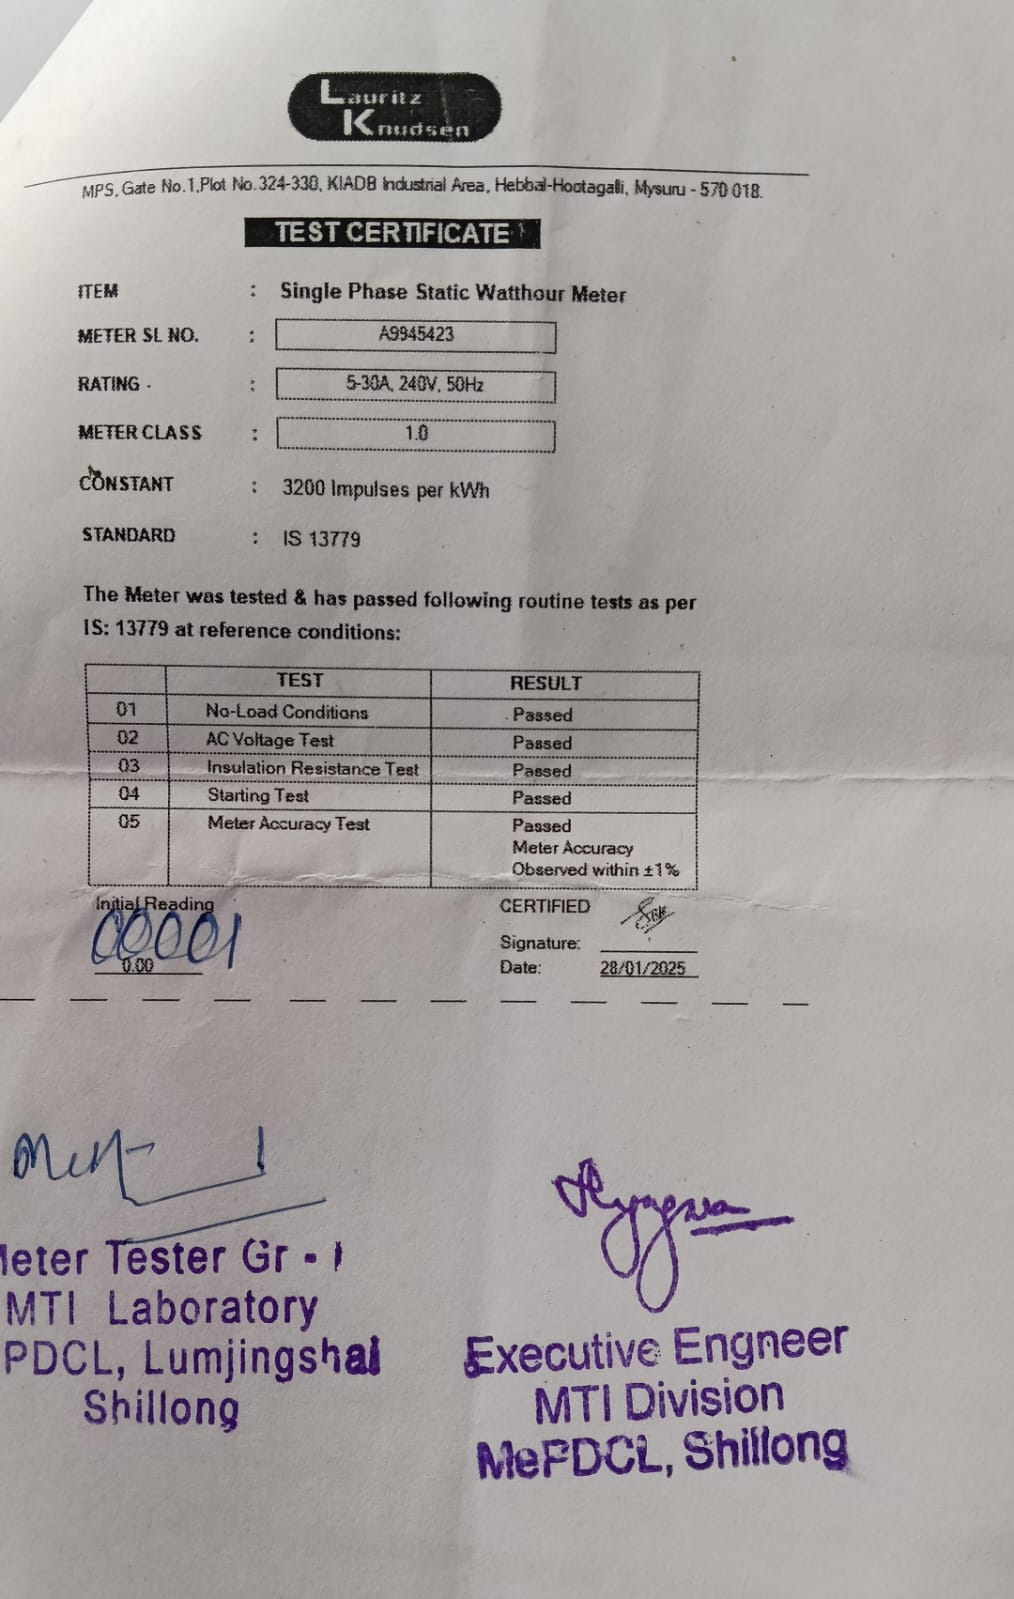 Lauritz
Knudsen
MPS, Gate No.1,Plot No.324-330, KIADB Industrial Area, Hebbal-Hootagalli, Mysuru - 570 018.
TEST CERTIFICATE
ITEM : Single Phase Static Watthour Meter
METER SL NO. : A9945423
RATING - : 5-30A, 240V, 50Hz
METER CLASS : 1.0
CONSTANT : 3200 Impulses per kWh
STANDARD : IS 13779
The Meter was tested & has passed following routine tests as per
IS: 13779 at reference conditions:
TEST RESULT
01 No-Load Conditions Passed
02 AC Voltage Test Passed
03 Insulation Resistance Test Passed
04 Starting Test Passed
05 Meter Accuracy Test Passed
Meter Accuracy
Observed within ±1%
Initial Reading CERTIFIED
00001
Signature:
0.00 Date: 28/01/2025
eter Tester Gr - I
MTI Laboratory
PDCL, Lumjingshai
Shillong
Executive Engneer
MTI Division
MePDCL, Shillong